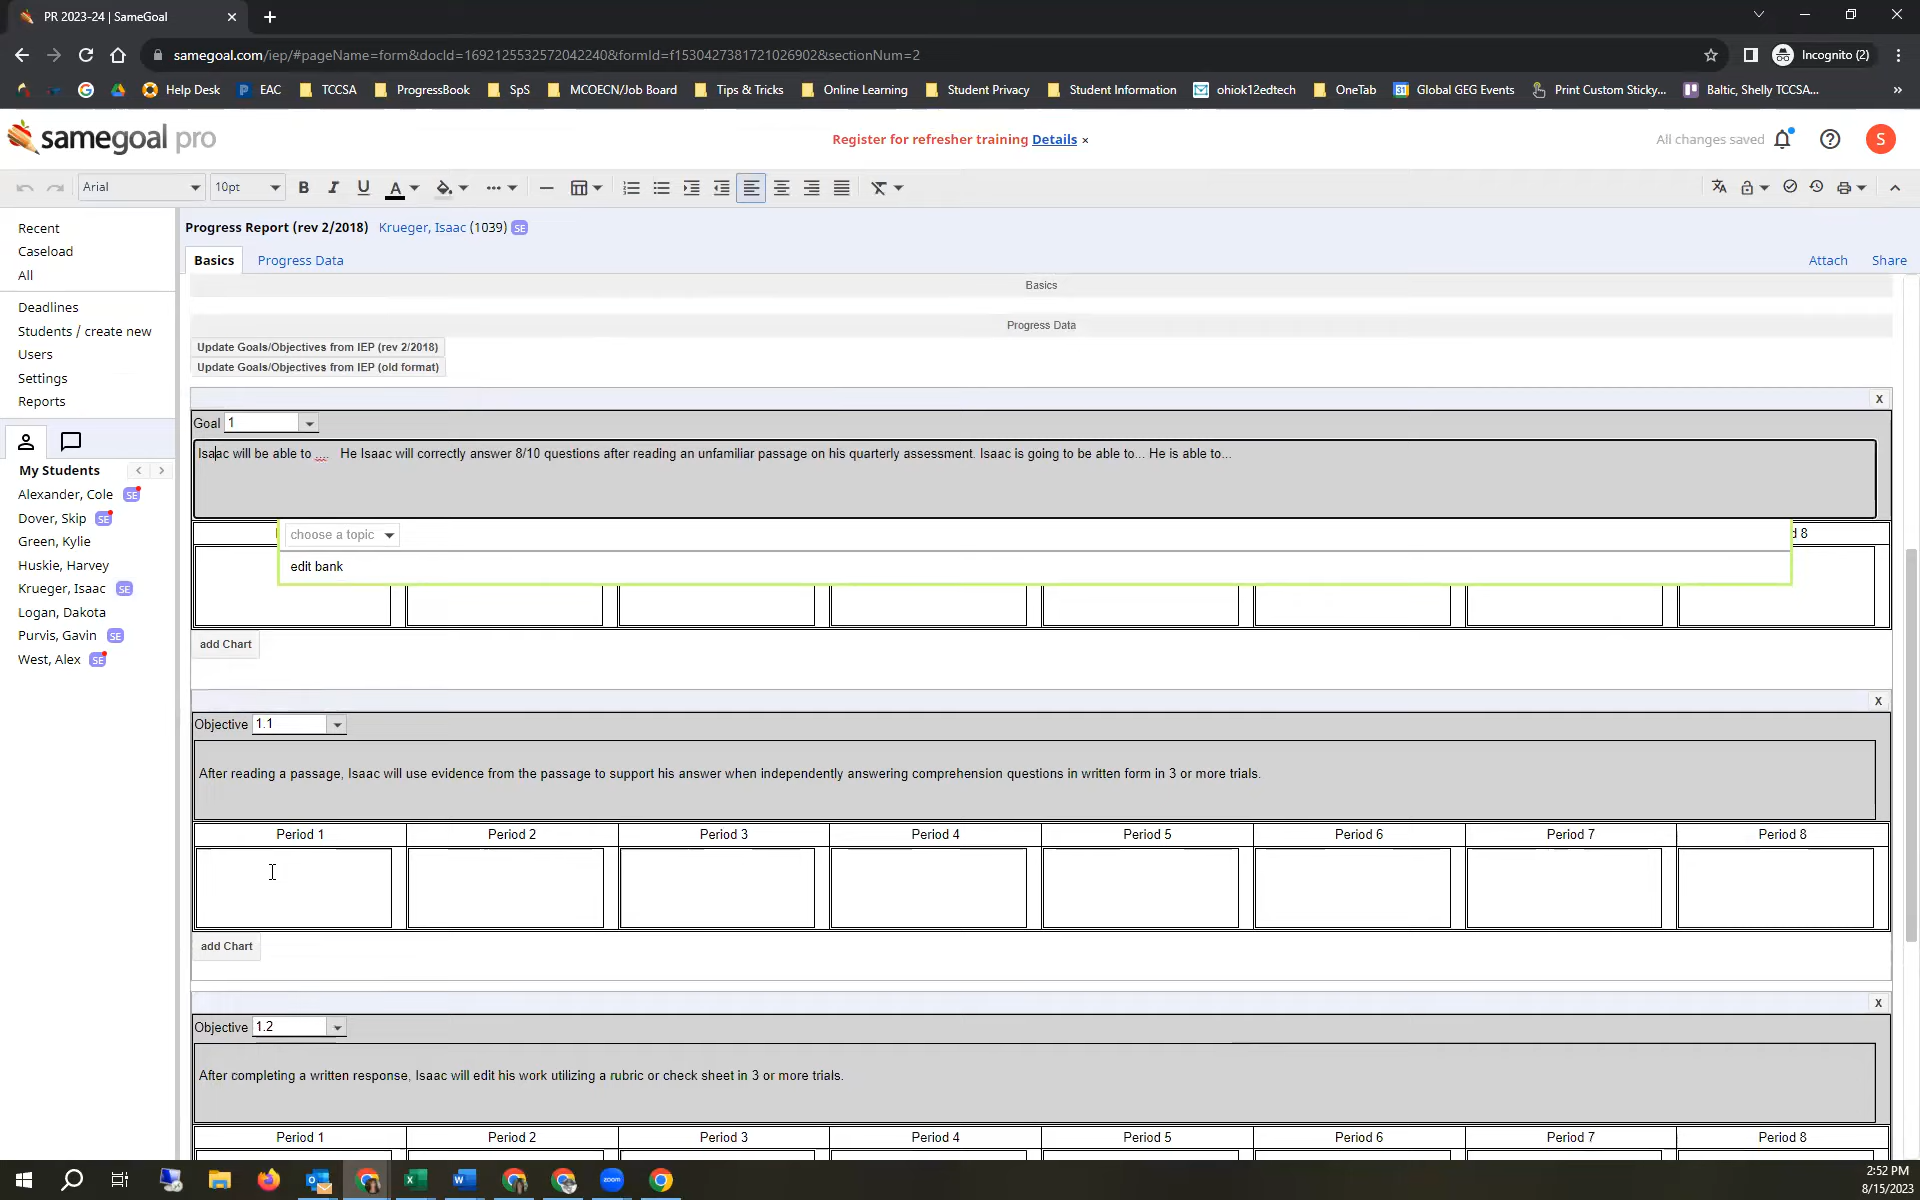 PR 2023-24 | SameGoal
samegoal.com/iep/#pageName=form&docId=1692125532572042240&formId=f1530427381721026902&sectionNum=2
Incognito (2)
Help Desk
EAC
TCCSA
ProgressBook
SpS
MCOECN/Job Board
Tips & Tricks
Online Learning
Student Privacy
Student Information
ohiok12edtech
OneTab
Global GEG Events
Print Custom Sticky...
Baltic, Shelly TCCSA...
samegoal pro
Register for refresher training Details ×
All changes saved
S
Arial
10pt
B I U A
Recent
Caseload
All
Deadlines
Students / create new
Users
Settings
Reports
My Students
Alexander, Cole SE
Dover, Skip SE
Green, Kylie
Huskie, Harvey
Krueger, Isaac SE
Logan, Dakota
Purvis, Gavin SE
West, Alex SE
Progress Report (rev 2/2018) Krueger, Isaac (1039) SE
Basics Progress Data Attach Share
Basics
Progress Data
Update Goals/Objectives from IEP (rev 2/2018)
Update Goals/Objectives from IEP (old format)
X
Goal 1
Isaac will be able to .... He Isaac will correctly answer 8/10 questions after reading an unfamiliar passage on his quarterly assessment. Isaac is going to be able to... He is able to...
choose a topic
d 8
edit bank
add Chart
X
Objective 1.1
After reading a passage, Isaac will use evidence from the passage to support his answer when independently answering comprehension questions in written form in 3 or more trials.
Period 1 Period 2 Period 3 Period 4 Period 5 Period 6 Period 7 Period 8
add Chart
X
Objective 1.2
After completing a written response, Isaac will edit his work utilizing a rubric or check sheet in 3 or more trials.
Period 1 Period 2 Period 3 Period 4 Period 5 Period 6 Period 7 Period 8
2:52 PM
8/15/2023